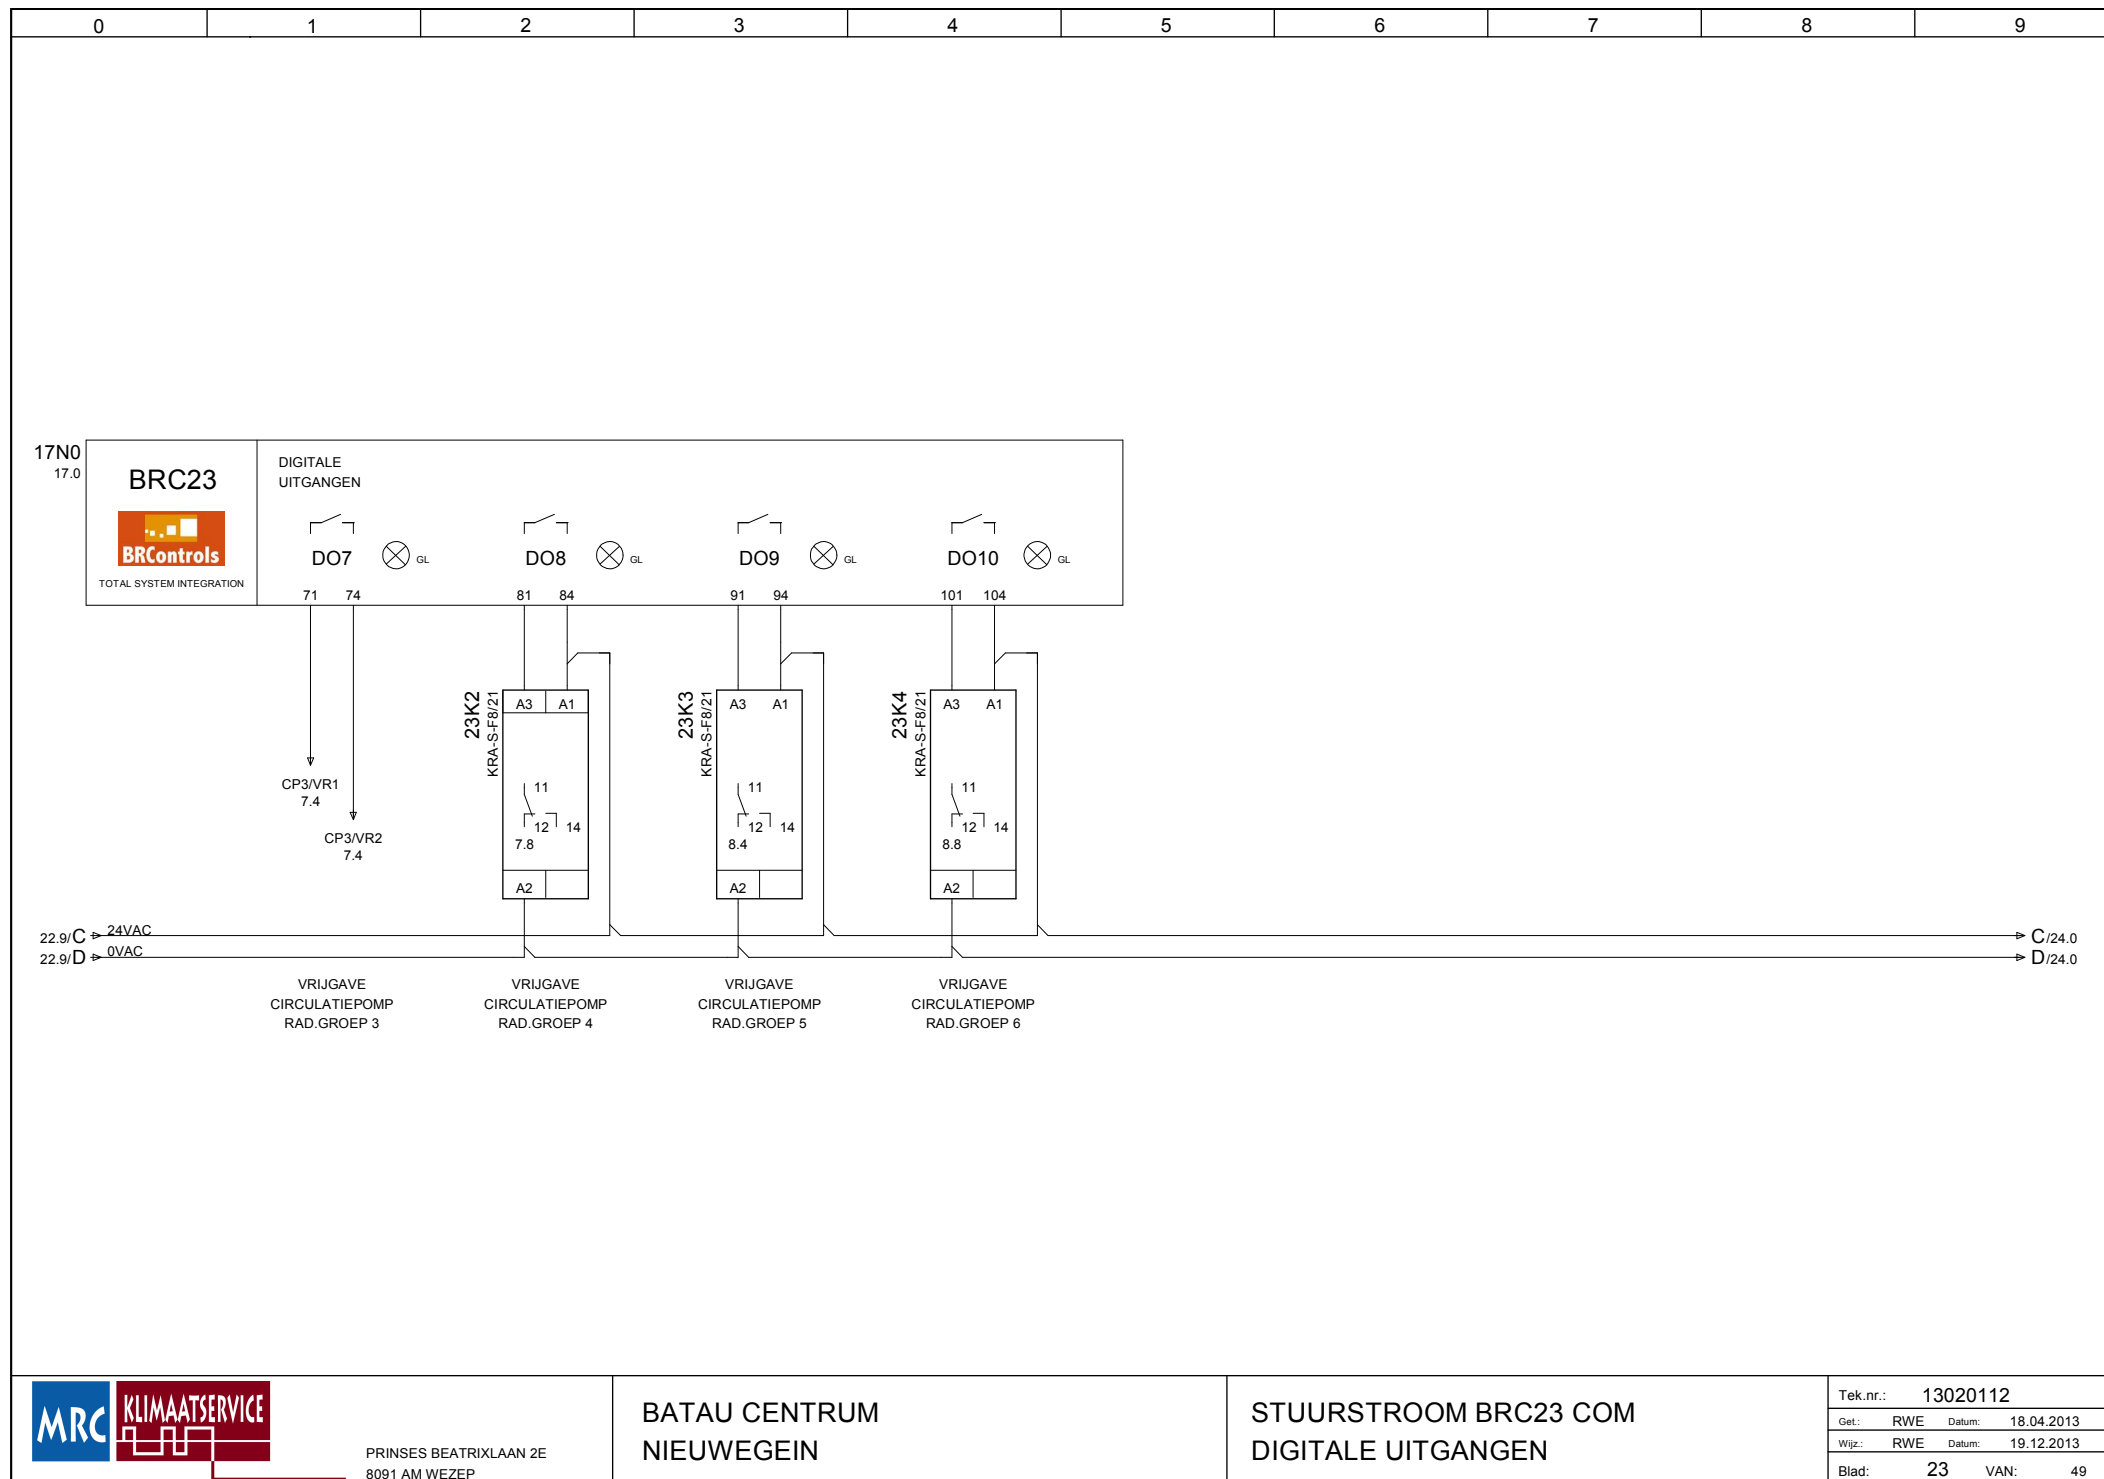 0 1 2 3 4 5 6 7 8 9
17N0
17.0
BRC23
BRControls
TOTAL SYSTEM INTEGRATION
DIGITALE
UITGANGEN
DO7 GL DO8 GL DO9 GL DO10 GL
71 74 81 84 91 94 101 104
23K2
KRA-S-F8/21
A3 A1
11
12 14
7.8
A2
23K3
KRA-S-F8/21
A3 A1
11
12 14
8.4
A2
23K4
KRA-S-F8/21
A3 A1
11
12 14
8.8
A2
CP3/VR1
7.4
CP3/VR2
7.4
22.9/C 24VAC C/24.0
22.9/D 0VAC D/24.0
VRIJGAVE
CIRCULATIEPOMP
RAD.GROEP 3
VRIJGAVE
CIRCULATIEPOMP
RAD.GROEP 4
VRIJGAVE
CIRCULATIEPOMP
RAD.GROEP 5
VRIJGAVE
CIRCULATIEPOMP
RAD.GROEP 6
MRC KLIMAATSERVICE
PRINSES BEATRIXLAAN 2E
8091 AM WEZEP
BATAU CENTRUM
NIEUWEGEIN
STUURSTROOM BRC23 COM
DIGITALE UITGANGEN
Tek.nr.: 13020112
Get.: RWE Datum: 18.04.2013
Wijz.: RWE Datum: 19.12.2013
Blad: 23 VAN: 49